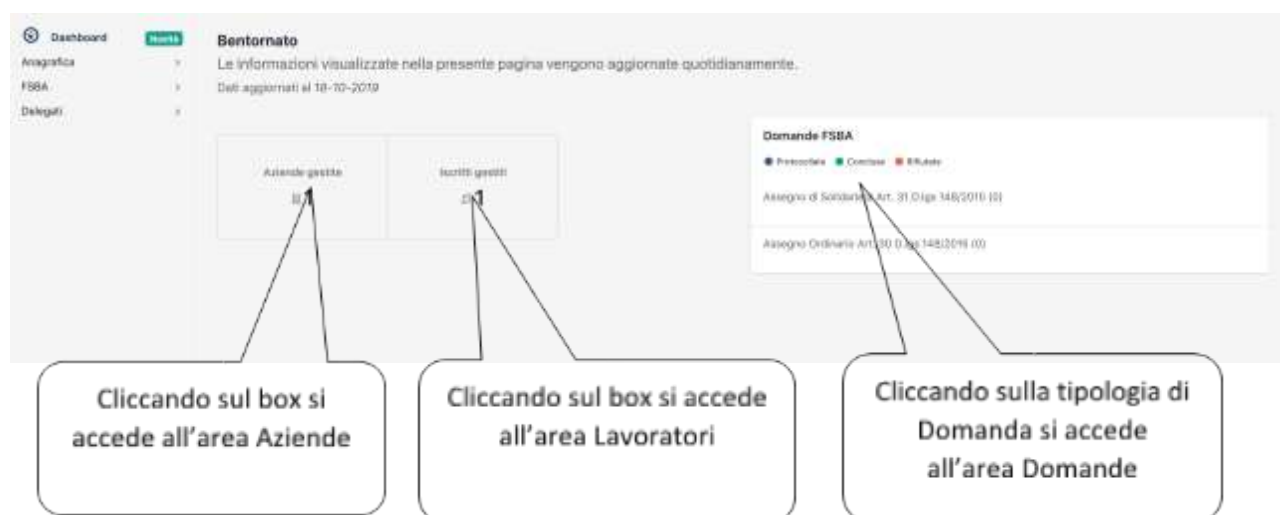 Dashboard Novità
Anagrafica
FSBA
Delegati
Bentornato
Le informazioni visualizzate nella presente pagina vengono aggiornate quotidianamente.
Dati aggiornati al 18-10-2019
Aziende gestite
1
Iscritti gestiti
1
Domande FSBA
Protocollate Concluse Rifiutate
Assegno di Solidarietà Art. 31 D.lgs 148/2015 (0)
Assegno Ordinario Art. 30 D.lgs 148/2015 (0)
Cliccando sul box si
accede all’area Aziende
Cliccando sul box si accede
all’area Lavoratori
Cliccando sulla tipologia di
Domanda si accede
all’area Domande